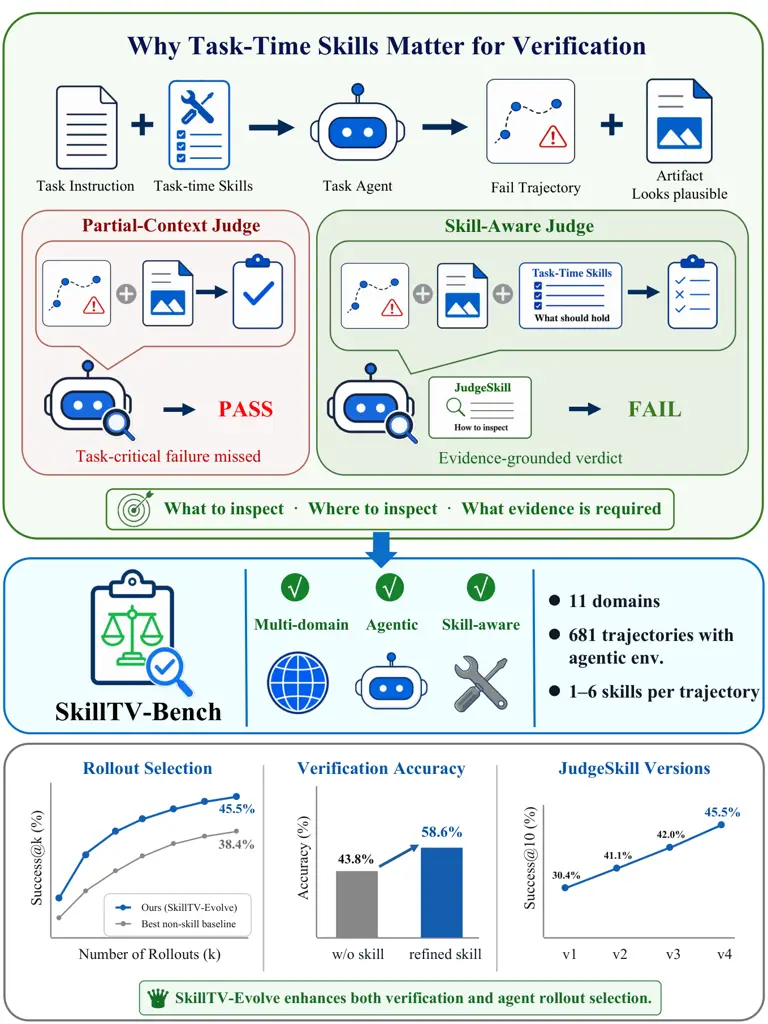 Why Task-Time Skills Matter for Verification
Task Instruction
Task-time Skills
Task Agent
Fail Trajectory
Artifact
Looks plausible
Partial-Context Judge
PASS
Task-critical failure missed
Skill-Aware Judge
Task-Time Skills
What should hold
JudgeSkill
How to inspect
FAIL
Evidence-grounded verdict
What to inspect · Where to inspect · What evidence is required
SkillTV-Bench
√ √ √
Multi-domain Agentic Skill-aware
● 11 domains
● 681 trajectories with
agentic env.
● 1–6 skills per trajectory
Rollout Selection
Success@k (%)
45.5%
38.4%
Ours (SkillTV-Evolve)
Best non-skill baseline
Number of Rollouts (k)
Verification Accuracy
Accuracy (%)
43.8%
58.6%
w/o skill
refined skill
JudgeSkill Versions
Success@10 (%)
30.4%
41.1%
42.0%
45.5%
v1 v2 v3 v4
SkillTV-Evolve enhances both verification and agent rollout selection.